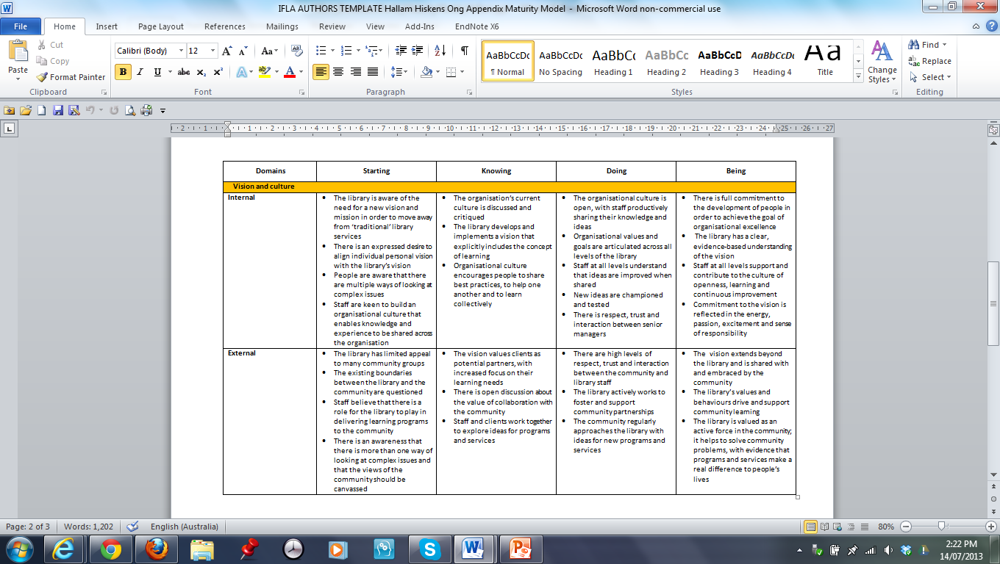 IFLA AUTHORS TEMPLATE Hallam Hiskens Ong Appendix Maturity Model - Microsoft Word non-commercial use
File Home Insert Page Layout References Mailings Review View Add-Ins EndNote X6
Paste
Cut
Copy
Format Painter
Clipboard
Calibri (Body) 12
Font
Paragraph
AaBbCcDc AaBbCcDc AaBbCc AaBbCc AaBbCcD AaBbCcDc Aa
¶ Normal No Spacing Heading 1 Heading 2 Heading 3 Heading 4 Title
Styles
Change
Styles
Find
Replace
Select
Editing
2 1 1 2 3 4 5 6 7 8 9 10 11 12 13 14 15 16 17 18 19 20 21 22 23 24 25 26 27
Domains Starting Knowing Doing Being
Vision and culture
Internal
• The library is aware of the
need for a new vision and
mission in order to move away
from ‘traditional’ library
services
• There is an expressed desire to
align individual personal vision
with the library’s vision
• People are aware that there
are multiple ways of looking at
complex issues
• Staff are keen to build an
organisational culture that
enables knowledge and
experience to be shared across
the organisation
• The organisation’s current
culture is discussed and
critiqued
• The library develops and
implements a vision that
explicitly includes the concept
of learning
• Organisational culture
encourages people to share
best practices, to help one
another and to learn
collectively
• The organisational culture is
open, with staff productively
sharing their knowledge and
ideas
• Organisational values and
goals are articulated across all
levels of the library
• Staff at all levels understand
that ideas are improved when
shared
• New ideas are championed
and tested
• There is respect, trust and
interaction between senior
managers
• There is full commitment to
the development of people in
order to achieve the goal of
organisational excellence
• The library has a clear,
evidence-based understanding
of the vision
• Staff at all levels support and
contribute to the culture of
openness, learning and
continuous improvement
• Commitment to the vision is
reflected in the energy,
passion, excitement and sense
of responsibility
External
• The library has limited appeal
to many community groups
• The existing boundaries
between the library and the
community are questioned
• Staff believe that there is a
role for the library to play in
delivering learning programs
to the community
• There is an awareness that
there is more than one way of
looking at complex issues and
that the views of the
community should be
canvassed
• The vision values clients as
potential partners, with
increased focus on their
learning needs
• There is open discussion about
the value of collaboration with
the community
• Staff and clients work together
to explore ideas for programs
and services
• There are high levels of
respect, trust and interaction
between the community and
library staff
• The library actively works to
foster and support
community partnerships
• The community regularly
approaches the library with
ideas for new programs and
services
• The vision extends beyond
the library and is shared with
and embraced by the
community
• The library’s values and
behaviours drive and support
community learning
• The library is valued as an
active force in the community;
it helps to solve community
problems, with evidence that
programs and services make a
real difference to people’s
lives
Page: 2 of 3 Words: 1,202 English (Australia) 80%
2:22 PM
14/07/2013